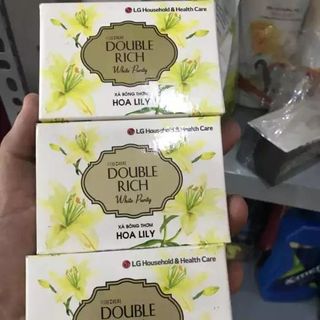 LG Household & Health Care
DOUBLE
RICH
White Purity
XÀ BÔNG THƠM
HOA LILY
LG Household & Health Care
DOUBLE
RICH
White Purity
XÀ BÔNG THƠM
HOA LILY
LG Household & Health Care
DOUBLE